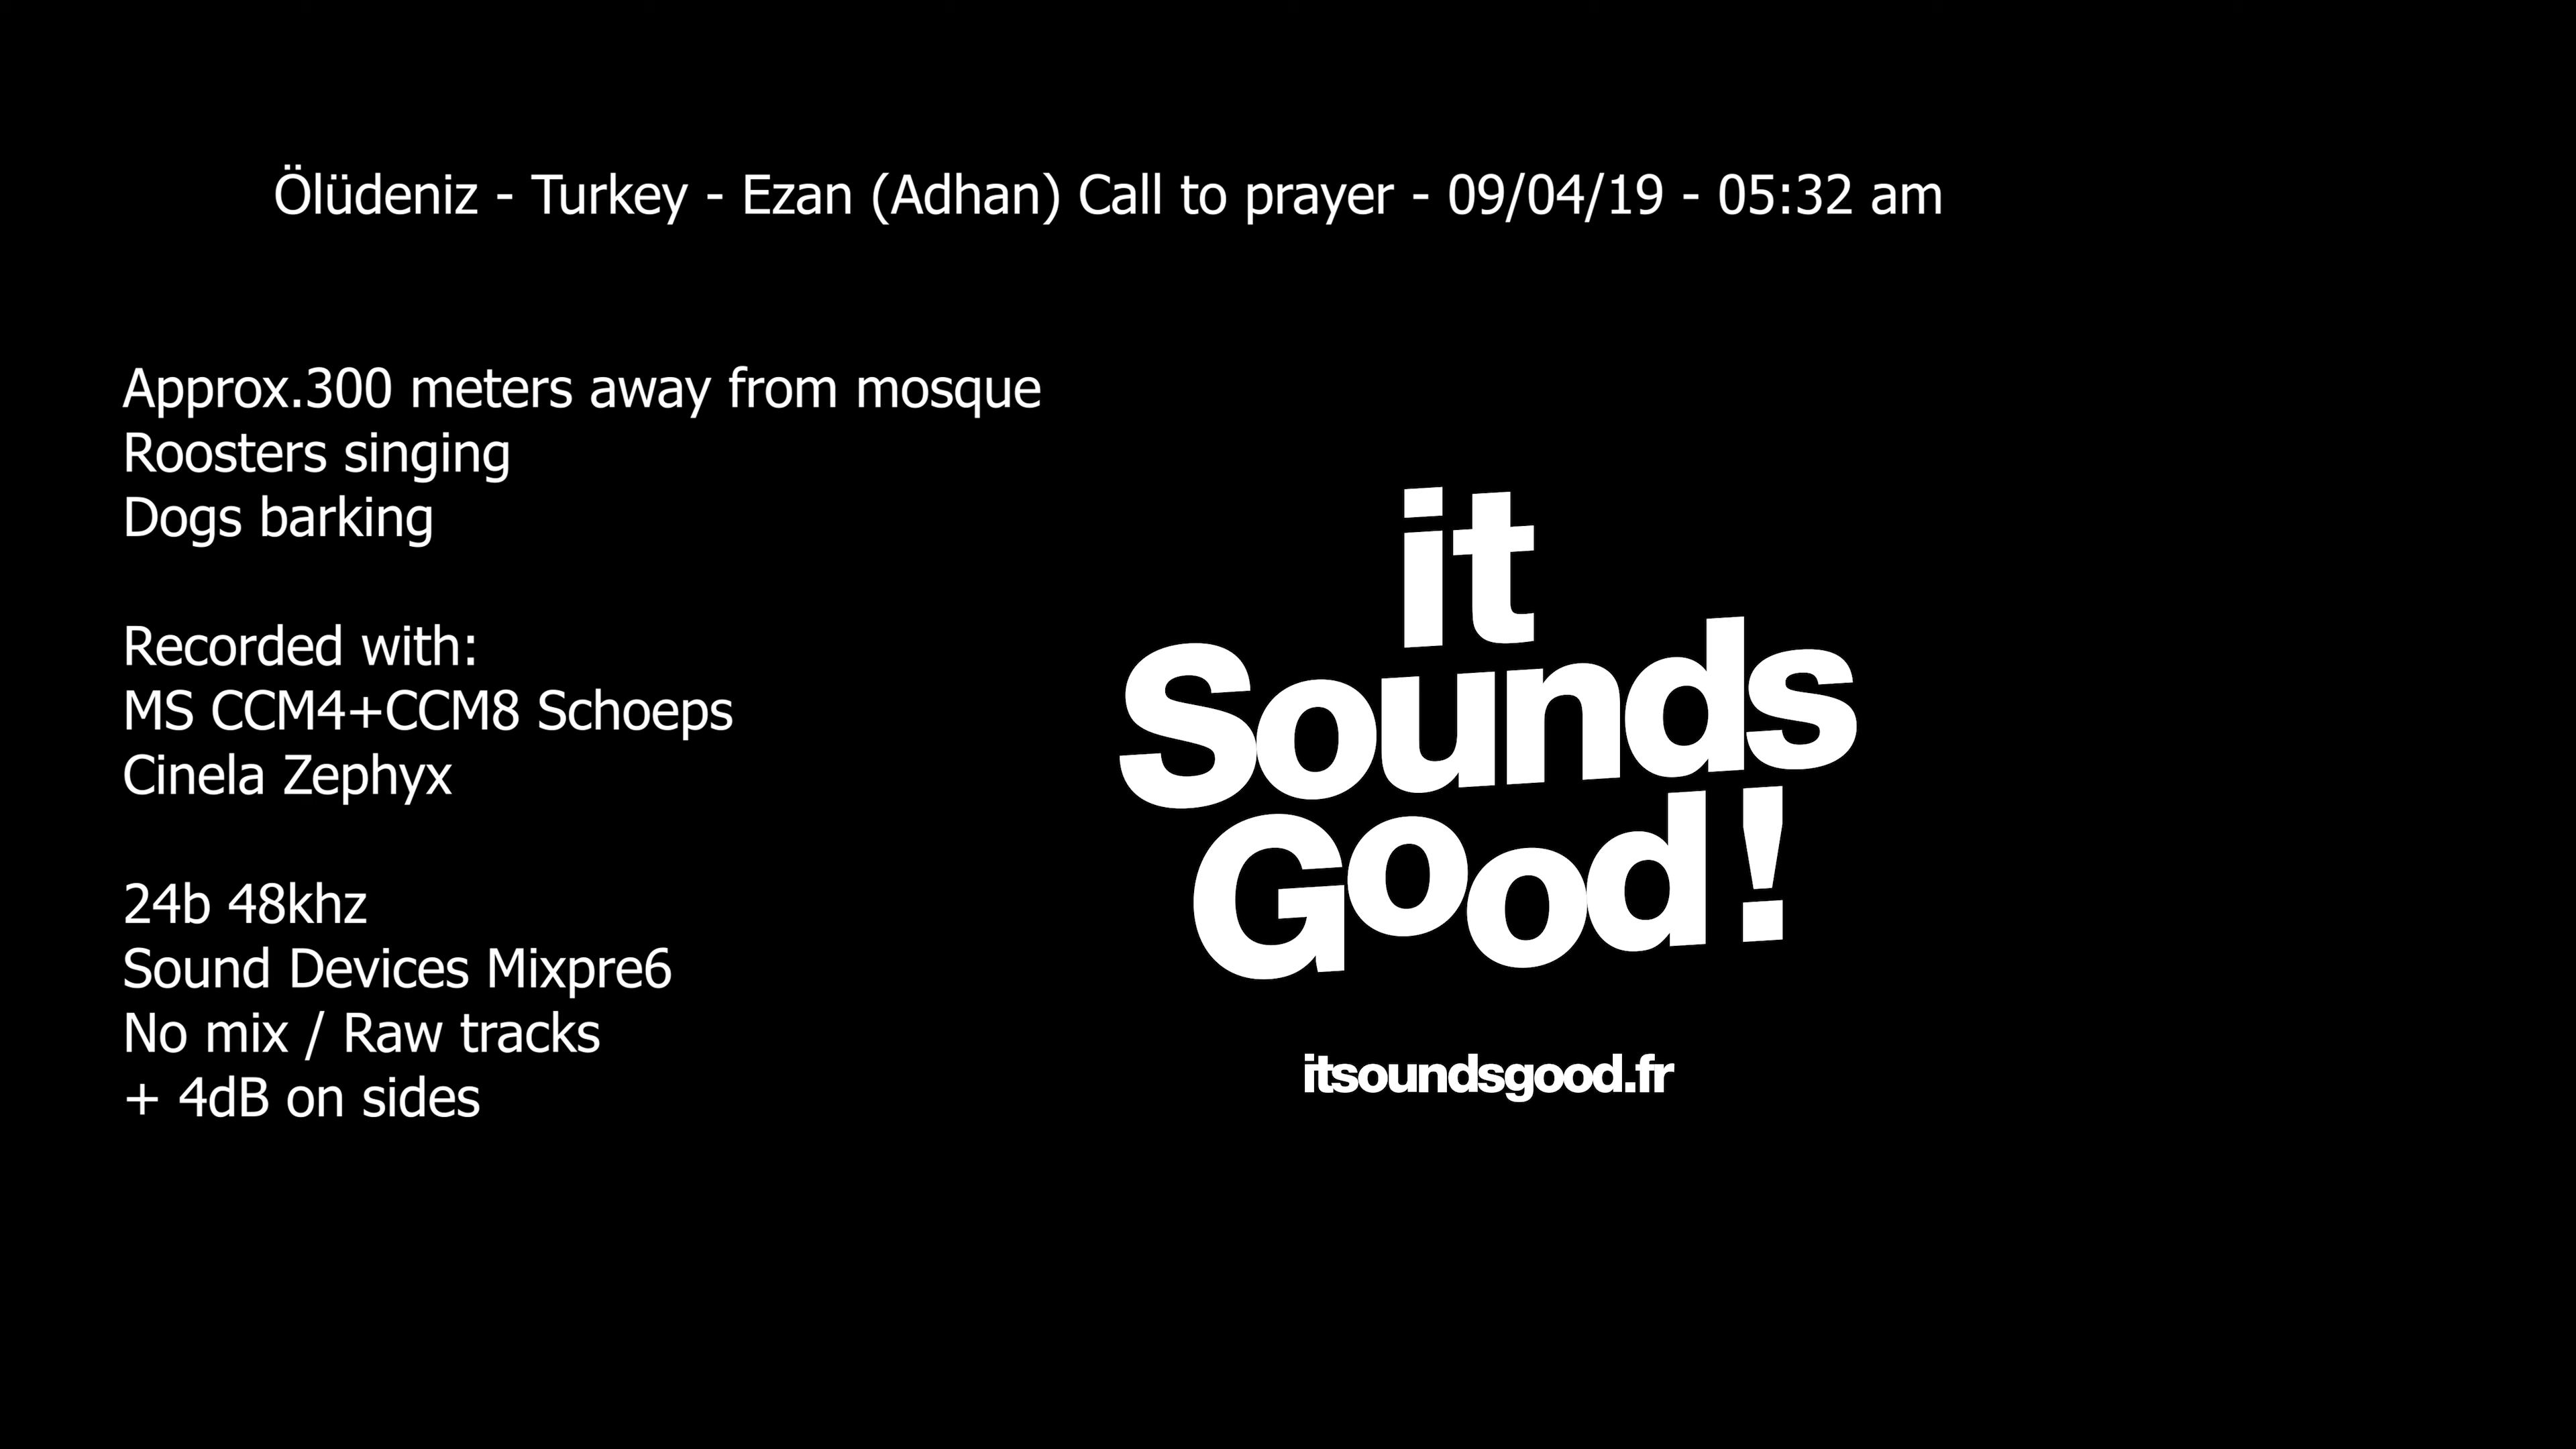 Ölüdeniz - Turkey - Ezan (Adhan) Call to prayer - 09/04/19 - 05:32 am
Approx.300 meters away from mosque
Roosters singing
Dogs barking
Recorded with:
MS CCM4+CCM8 Schoeps
Cinela Zephyx
24b 48khz
Sound Devices Mixpre6
No mix / Raw tracks
+ 4dB on sides
it
Sounds
Good!
itsoundsgood.fr